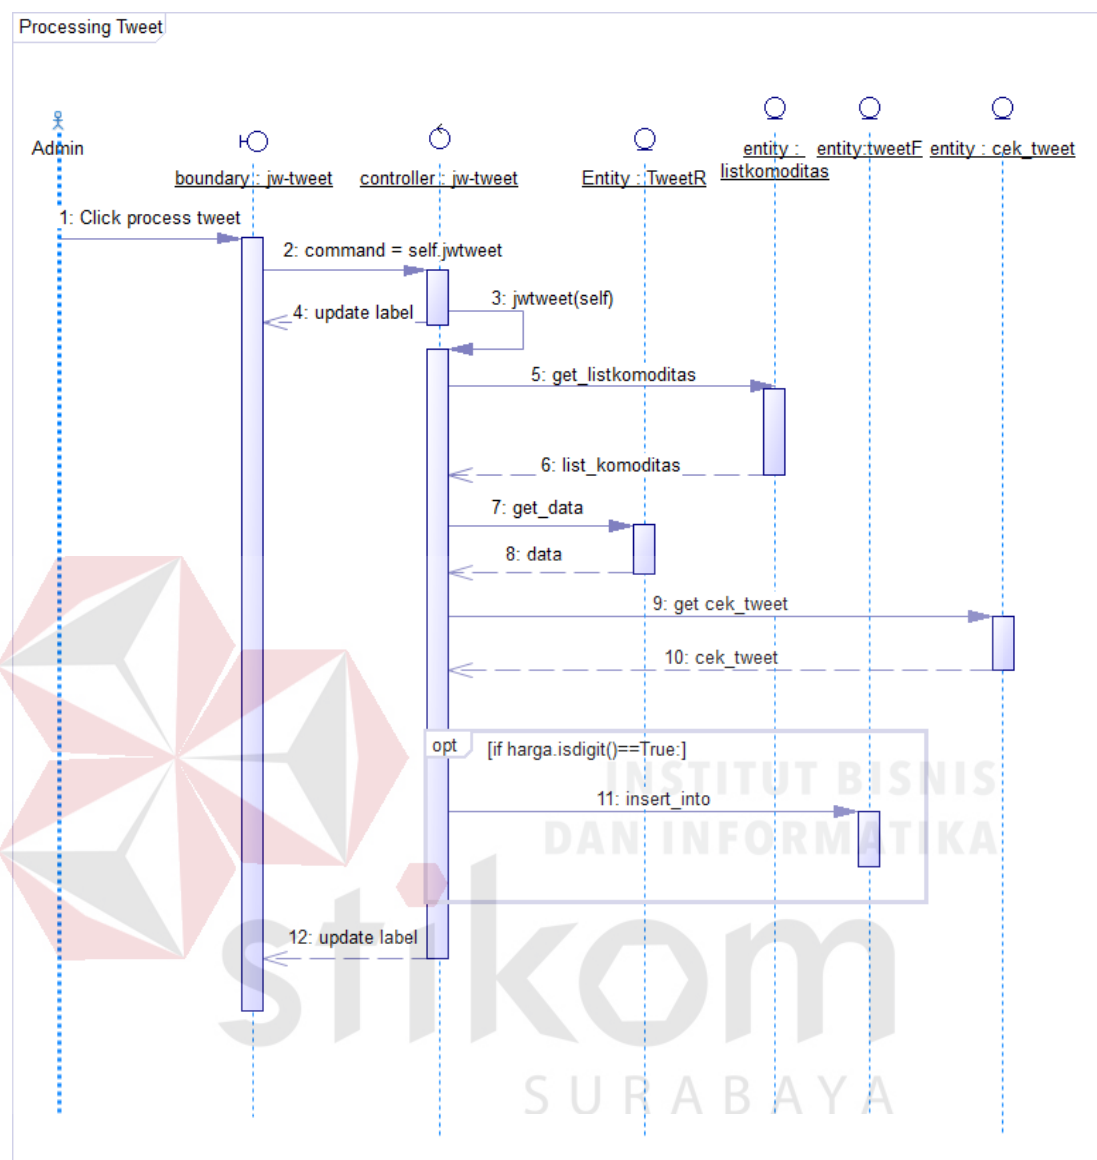 Processing Tweet
Admin
boundary : jw-tweet
controller : jw-tweet
Entity : TweetR
entity :
listkomoditas
entity:tweetF
entity : cek_tweet
1: Click process tweet
2: command = self.jwtweet
3: jwtweet(self)
4: update label
5: get_listkomoditas
6: list_komoditas
7: get_data
8: data
9: get cek_tweet
10: cek_tweet
opt
[if harga.isdigit()==True:]
INSTITUT BISNIS
11: insert_into
DAN INFORMATIKA
12: update label
stikom
SURABAYA